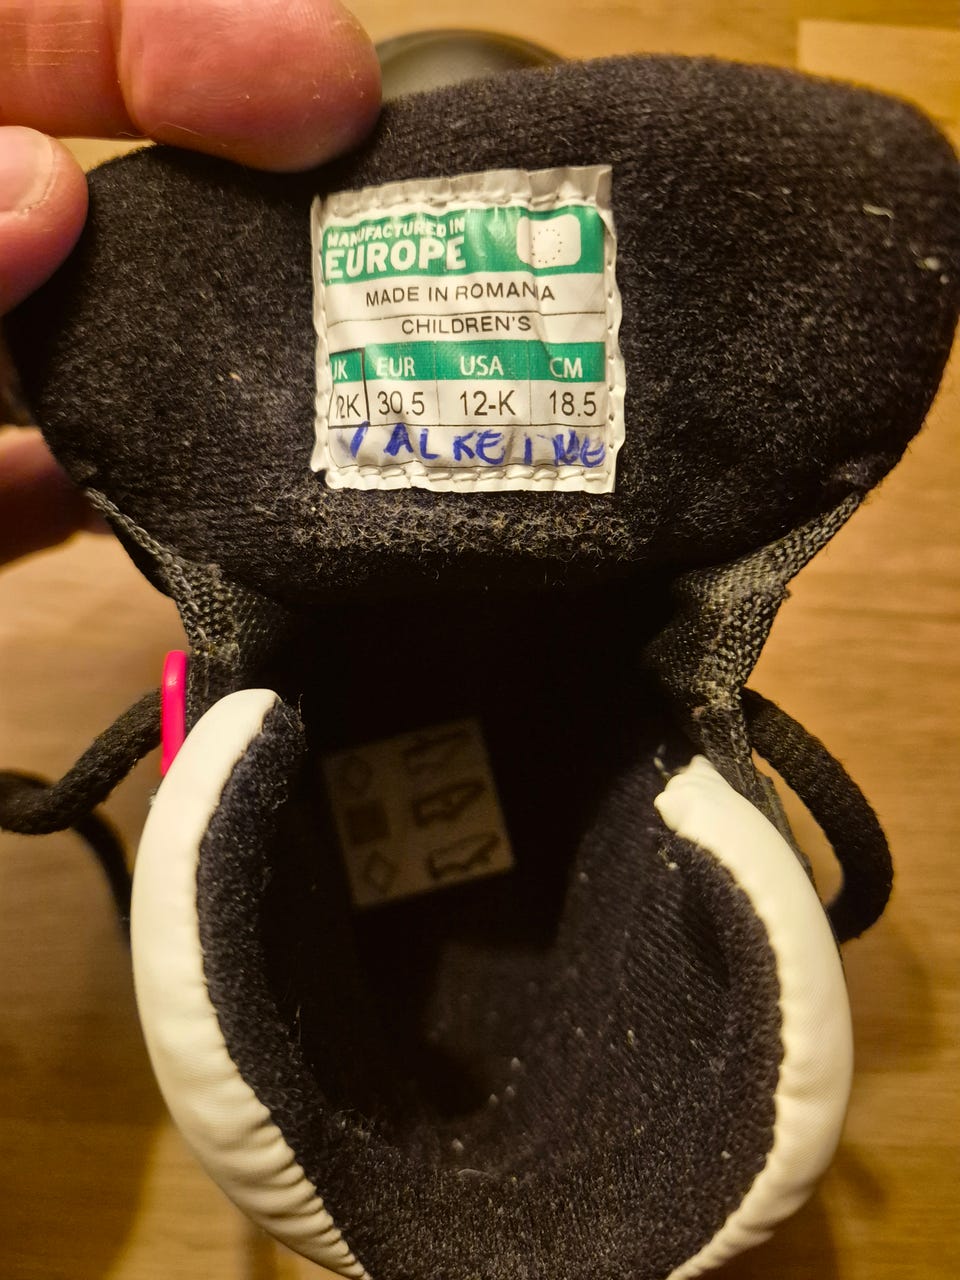 MANUFACTURED IN
EUROPE
MADE IN ROMANIA
CHILDREN'S
UK EUR USA CM
12K 30.5 12-K 18.5